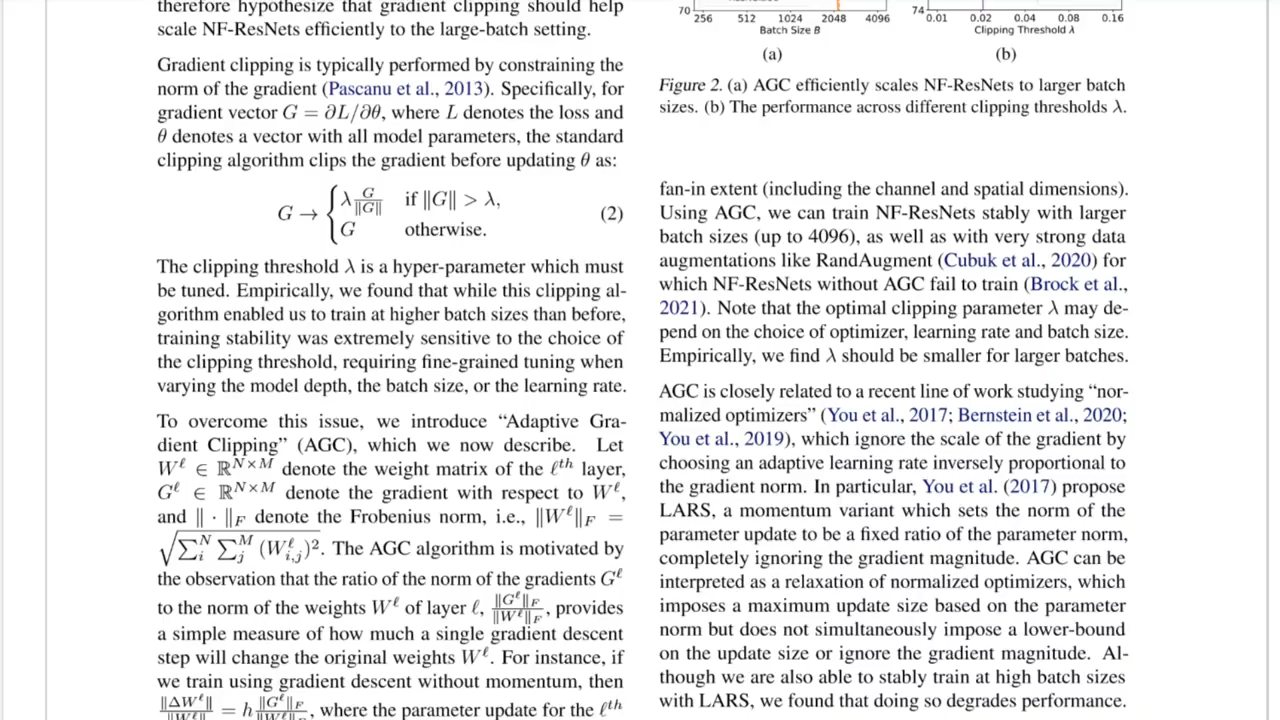 therefore hypothesize that gradient clipping should help
scale NF-ResNets efficiently to the large-batch setting.
Gradient clipping is typically performed by constraining the
norm of the gradient (Pascanu et al., 2013). Specifically, for
gradient vector G = ∂L/∂θ, where L denotes the loss and
θ denotes a vector with all model parameters, the standard
clipping algorithm clips the gradient before updating θ as:
G → { λ G/‖G‖ if ‖G‖ > λ,
G otherwise. (2)
The clipping threshold λ is a hyper-parameter which must
be tuned. Empirically, we found that while this clipping al-
gorithm enabled us to train at higher batch sizes than before,
training stability was extremely sensitive to the choice of
the clipping threshold, requiring fine-grained tuning when
varying the model depth, the batch size, or the learning rate.
To overcome this issue, we introduce “Adaptive Gra-
dient Clipping” (AGC), which we now describe. Let
W^ℓ ∈ ℝ^{N×M} denote the weight matrix of the ℓ^{th} layer,
G^ℓ ∈ ℝ^{N×M} denote the gradient with respect to W^ℓ,
and ‖ · ‖_F denote the Frobenius norm, i.e., ‖W^ℓ‖_F =
√(∑_i^N ∑_j^M (W^ℓ_{i,j})^2). The AGC algorithm is motivated by
the observation that the ratio of the norm of the gradients G^ℓ
to the norm of the weights W^ℓ of layer ℓ, ‖G^ℓ‖_F/‖W^ℓ‖_F, provides
a simple measure of how much a single gradient descent
step will change the original weights W^ℓ. For instance, if
we train using gradient descent without momentum, then
‖ΔW^ℓ‖/‖W^ℓ‖ = h ‖G^ℓ‖_F/‖W^ℓ‖_F, where the parameter update for the ℓ^{th}
70
256 512 1024 2048 4096
Batch Size B
(a)
74
0.01 0.02 0.04 0.08 0.16
Clipping Threshold λ
(b)
Figure 2. (a) AGC efficiently scales NF-ResNets to larger batch
sizes. (b) The performance across different clipping thresholds λ.
fan-in extent (including the channel and spatial dimensions).
Using AGC, we can train NF-ResNets stably with larger
batch sizes (up to 4096), as well as with very strong data
augmentations like RandAugment (Cubuk et al., 2020) for
which NF-ResNets without AGC fail to train (Brock et al.,
2021). Note that the optimal clipping parameter λ may de-
pend on the choice of optimizer, learning rate and batch size.
Empirically, we find λ should be smaller for larger batches.
AGC is closely related to a recent line of work studying “nor-
malized optimizers” (You et al., 2017; Bernstein et al., 2020;
You et al., 2019), which ignore the scale of the gradient by
choosing an adaptive learning rate inversely proportional to
the gradient norm. In particular, You et al. (2017) propose
LARS, a momentum variant which sets the norm of the
parameter update to be a fixed ratio of the parameter norm,
completely ignoring the gradient magnitude. AGC can be
interpreted as a relaxation of normalized optimizers, which
imposes a maximum update size based on the parameter
norm but does not simultaneously impose a lower-bound
on the update size or ignore the gradient magnitude. Al-
though we are also able to stably train at high batch sizes
with LARS, we found that doing so degrades performance.